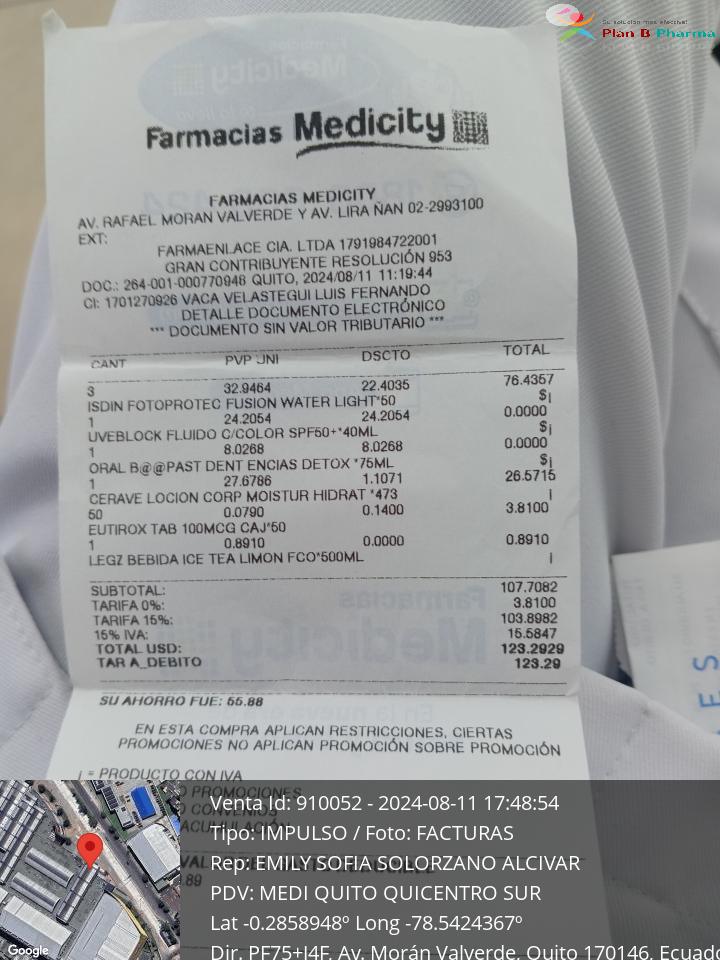 Su solución más efectiva!
Plan B Pharma
Farmacias Medicity
FARMACIAS MEDICITY
AV. RAFAEL MORAN VALVERDE Y AV. LIRA ÑAN 02-2993100
EXT:
FARMAENLACE CIA. LTDA 1791984722001
GRAN CONTRIBUYENTE RESOLUCIÓN 953
DOC.: 264-001-000770948 QUITO, 2024/08/11 11:19:44
CI: 1701270926 VACA VELASTEGUI LUIS FERNANDO
DETALLE DOCUMENTO ELECTRÓNICO
*** DOCUMENTO SIN VALOR TRIBUTARIO ***
CANT PVP UNI DSCTO TOTAL
3 32.9464 22.4035 76.4357
ISDIN FOTOPROTEC FUSION WATER LIGHT*50 $¡
1 24.2054 24.2054 0.0000
UVEBLOCK FLUIDO C/COLOR SPF50+*40ML $¡
1 8.0268 8.0268 0.0000
ORAL B@@PAST DENT ENCIAS DETOX *75ML $¡
1 27.6786 1.1071 26.5715
CERAVE LOCION CORP MOISTUR HIDRAT *473 ¡
50 0.0790 0.1400 3.8100
EUTIROX TAB 100MCG CAJ*50
1 0.8910 0.0000 0.8910
LEGZ BEBIDA ICE TEA LIMON FCO*500ML ¡
SUBTOTAL: 107.7082
TARIFA 0%: 3.8100
TARIFA 15%: 103.8982
15% IVA: 15.5847
TOTAL USD: 123.2929
TAR A_DEBITO 123.29
SU AHORRO FUE: 55.88
EN ESTA COMPRA APLICAN RESTRICCIONES, CIERTAS
PROMOCIONES NO APLICAN PROMOCIÓN SOBRE PROMOCIÓN
¡ = PRODUCTO CON IVA
PROMOCIONES
Venta Id: 910052 - 2024-08-11 17:48:54
Tipo: IMPULSO / Foto: FACTURAS
Rep: EMILY SOFIA SOLORZANO ALCIVAR
PDV: MEDI QUITO QUICENTRO SUR
Lat -0.2858948º Long -78.5424367º
Dir. PF75+J4F, Av. Morán Valverde, Quito 170146, Ecuado
Google